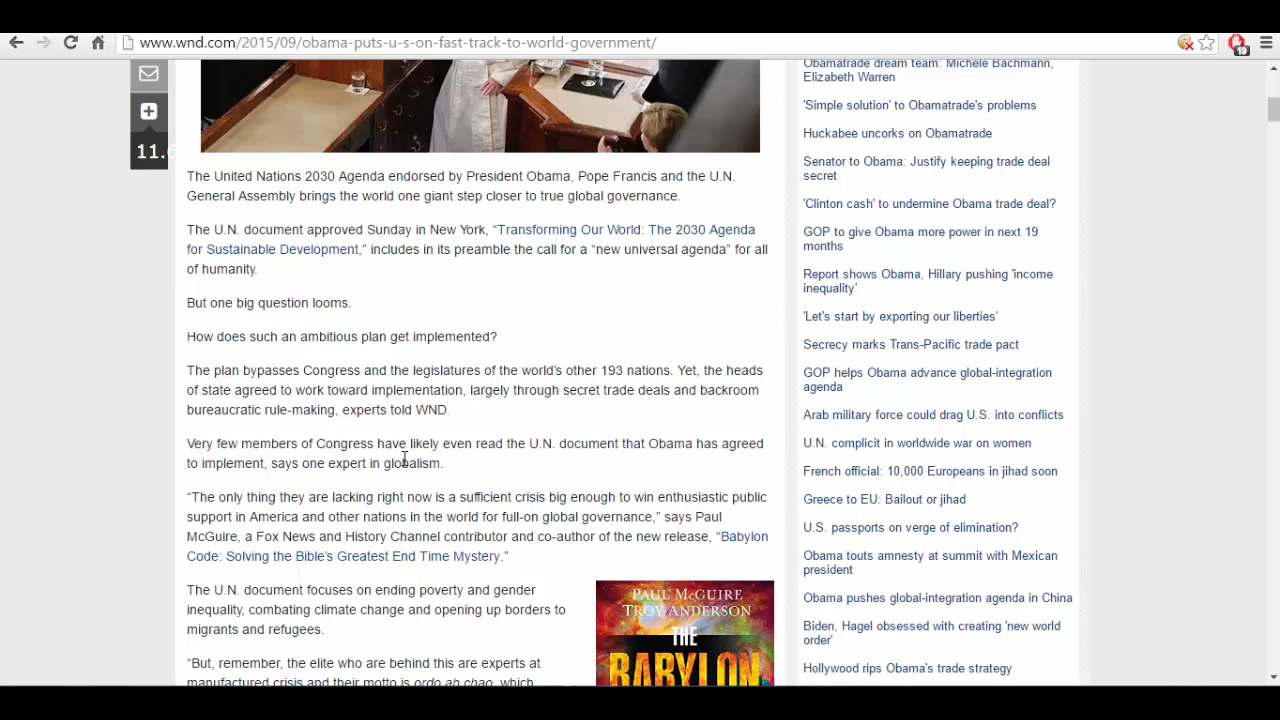 www.wnd.com/2015/09/obama-puts-u-s-on-fast-track-to-world-government/
19
11.
The United Nations 2030 Agenda endorsed by President Obama, Pope Francis and the U.N.
General Assembly brings the world one giant step closer to true global governance.
The U.N. document approved Sunday in New York, “Transforming Our World: The 2030 Agenda
for Sustainable Development,” includes in its preamble the call for a “new universal agenda” for all
of humanity.
But one big question looms.
How does such an ambitious plan get implemented?
The plan bypasses Congress and the legislatures of the world’s other 193 nations. Yet, the heads
of state agreed to work toward implementation, largely through secret trade deals and backroom
bureaucratic rule-making, experts told WND.
Very few members of Congress have likely even read the U.N. document that Obama has agreed
to implement, says one expert in globalism.
“The only thing they are lacking right now is a sufficient crisis big enough to win enthusiastic public
support in America and other nations in the world for full-on global governance,” says Paul
McGuire, a Fox News and History Channel contributor and co-author of the new release, “Babylon
Code: Solving the Bible’s Greatest End Time Mystery.”
The U.N. document focuses on ending poverty and gender
inequality, combating climate change and opening up borders to
migrants and refugees.
“But, remember, the elite who are behind this are experts at
manufactured crisis and their motto is ordo ab chao, which
PAUL McGUIRE
TROY ANDERSON
THE
BABYLON
Obamatrade dream team: Michele Bachmann,
Elizabeth Warren
'Simple solution' to Obamatrade's problems
Huckabee uncorks on Obamatrade
Senator to Obama: Justify keeping trade deal
secret
'Clinton cash' to undermine Obama trade deal?
GOP to give Obama more power in next 19
months
Report shows Obama, Hillary pushing 'income
inequality'
'Let's start by exporting our liberties'
Secrecy marks Trans-Pacific trade pact
GOP helps Obama advance global-integration
agenda
Arab military force could drag U.S. into conflicts
U.N. complicit in worldwide war on women
French official: 10,000 Europeans in jihad soon
Greece to EU: Bailout or jihad
U.S. passports on verge of elimination?
Obama touts amnesty at summit with Mexican
president
Obama pushes global-integration agenda in China
Biden, Hagel obsessed with creating 'new world
order'
Hollywood rips Obama's trade strategy